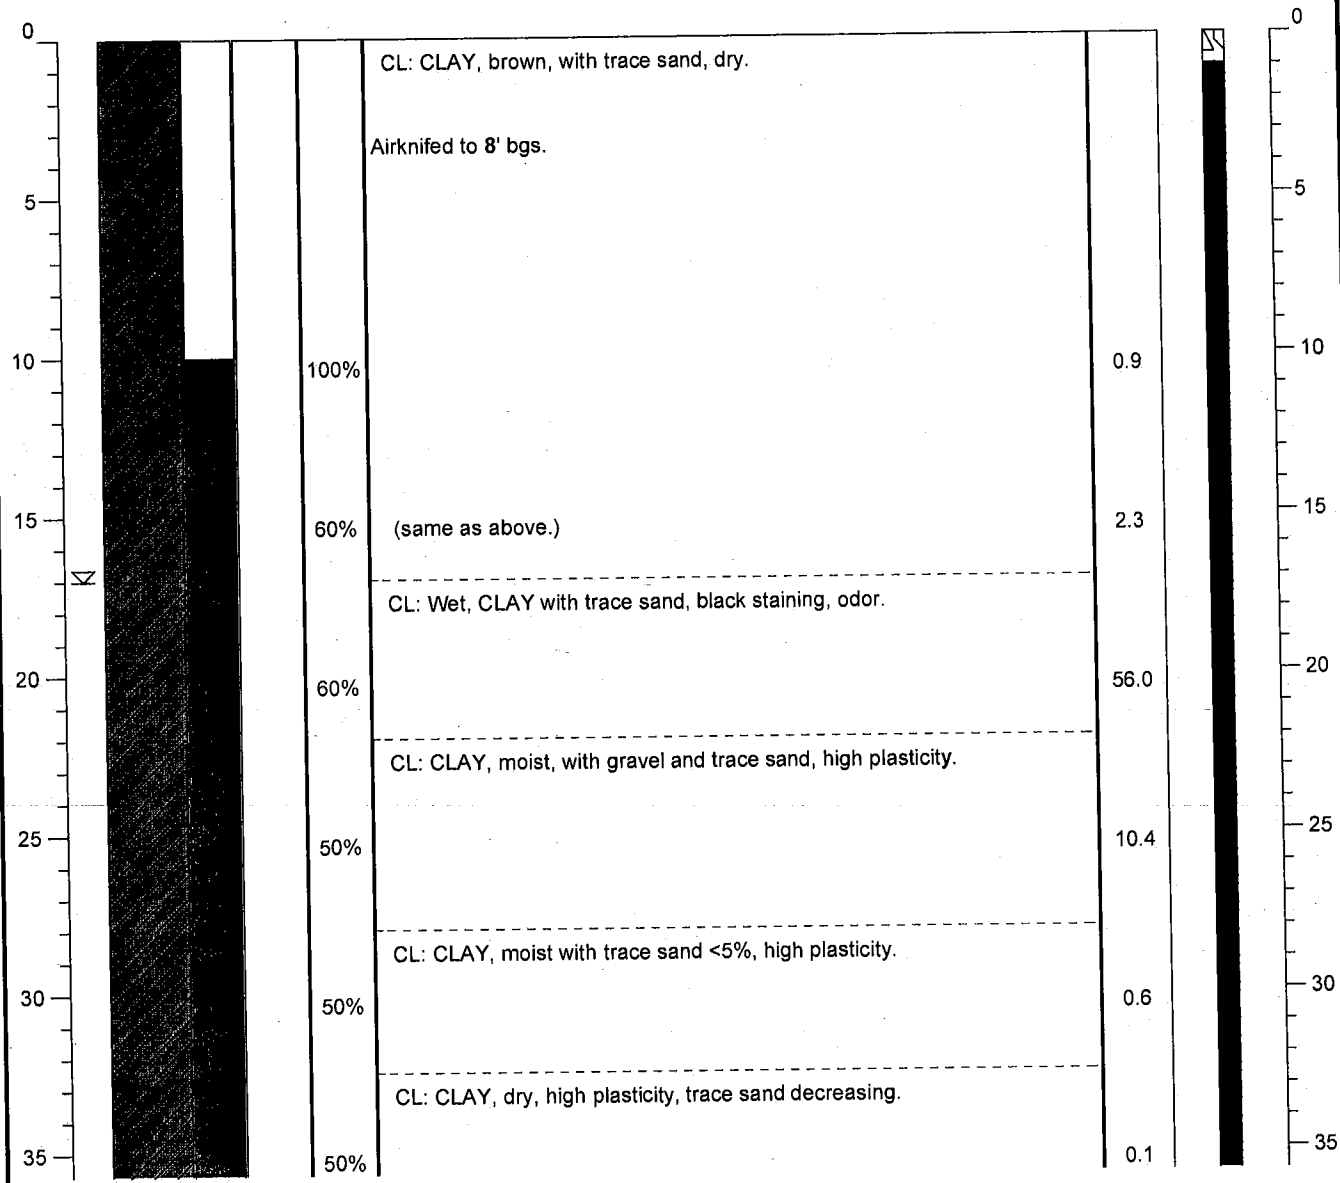 0 0
CL: CLAY, brown, with trace sand, dry.
Airknifed to 8' bgs.
5 5
10 100% 0.9 10
15 60% (same as above.) 2.3 15
CL: Wet, CLAY with trace sand, black staining, odor.
20 60% 56.0 20
CL: CLAY, moist, with gravel and trace sand, high plasticity.
25 50% 10.4 25
CL: CLAY, moist with trace sand <5%, high plasticity.
30 50% 0.6 30
CL: CLAY, dry, high plasticity, trace sand decreasing.
35 50% 0.1 35